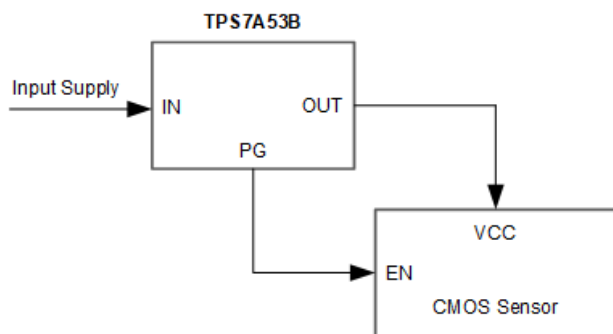 TPS7A53B
Input Supply
IN
OUT
PG
VCC
EN
CMOS Sensor